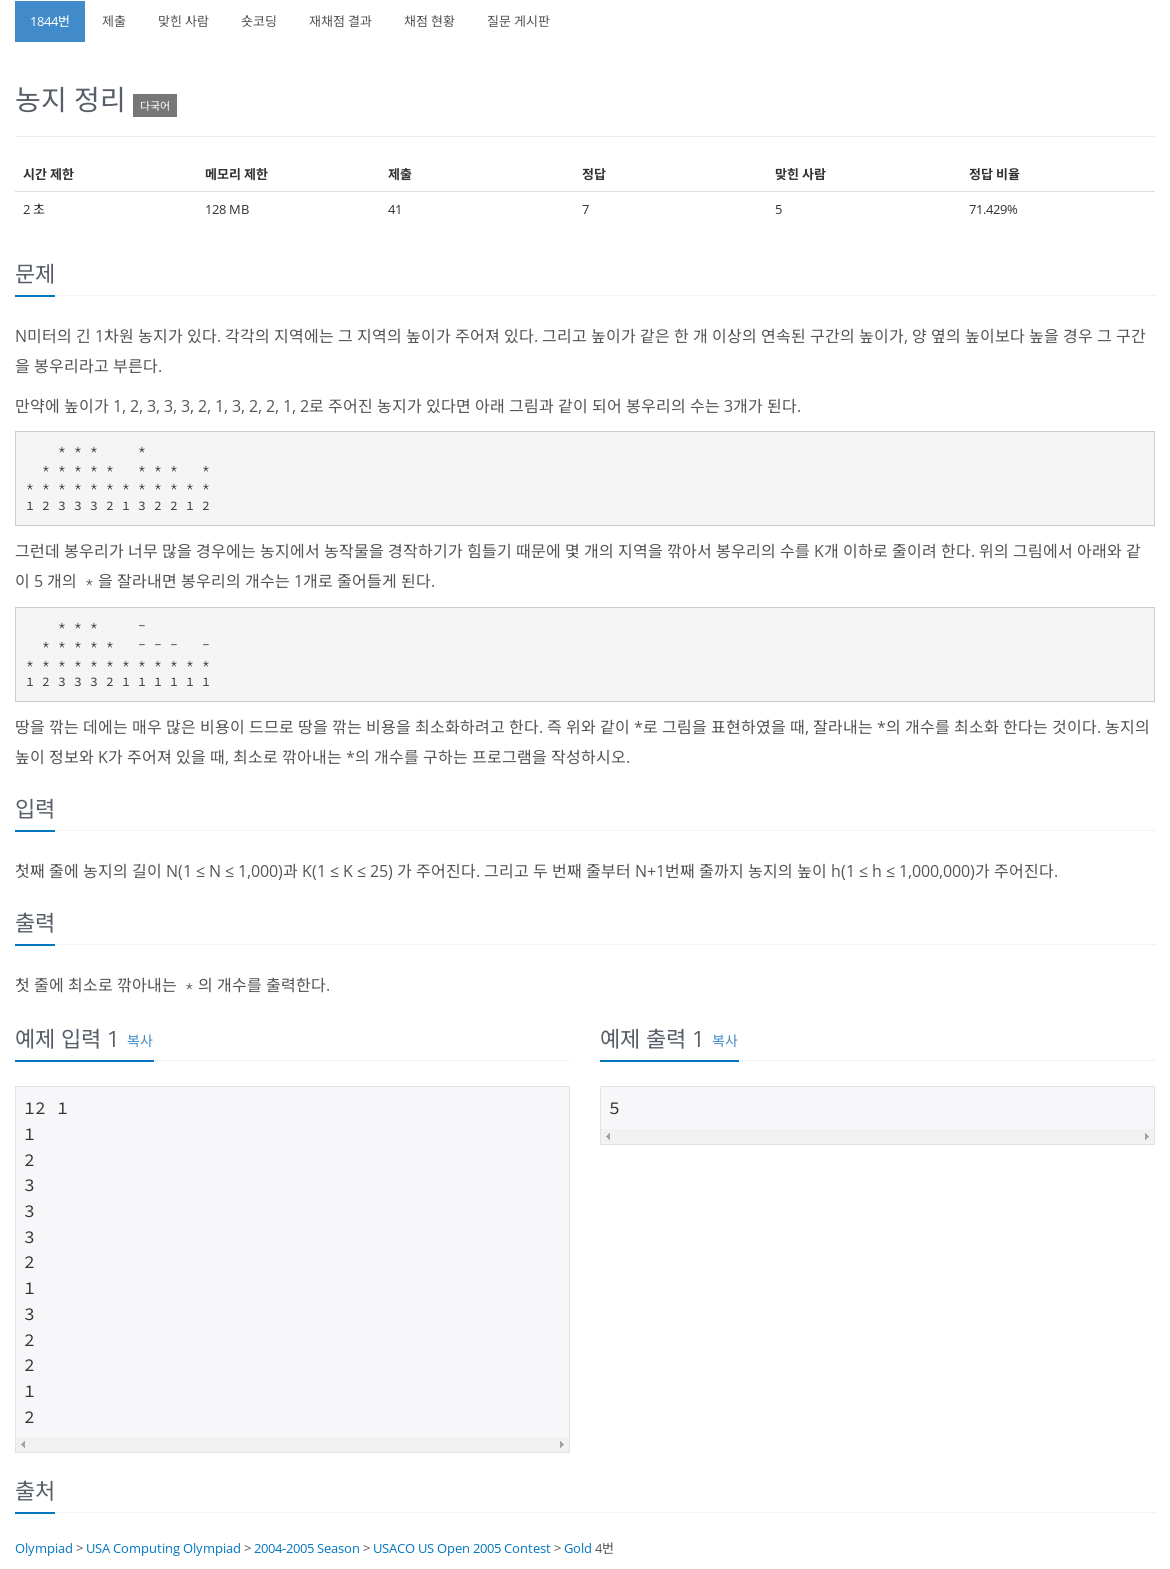 1844번 제출 맞힌 사람 숏코딩 재채점 결과 채점 현황 질문 게시판
농지 정리 다국어
시간 제한 메모리 제한 제출 정답 맞힌 사람 정답 비율
2 초 128 MB 41 7 5 71.429%
문제
N미터의 긴 1차원 농지가 있다. 각각의 지역에는 그 지역의 높이가 주어져 있다. 그리고 높이가 같은 한 개 이상의 연속된 구간의 높이가, 양 옆의 높이보다 높을 경우 그 구간
을 봉우리라고 부른다.
만약에 높이가 1, 2, 3, 3, 3, 2, 1, 3, 2, 2, 1, 2로 주어진 농지가 있다면 아래 그림과 같이 되어 봉우리의 수는 3개가 된다.
    * * *     *
  * * * * *   * * *   *
* * * * * * * * * * * *
1 2 3 3 3 2 1 3 2 2 1 2
그런데 봉우리가 너무 많을 경우에는 농지에서 농작물을 경작하기가 힘들기 때문에 몇 개의 지역을 깎아서 봉우리의 수를 K개 이하로 줄이려 한다. 위의 그림에서 아래와 같
이 5 개의 * 을 잘라내면 봉우리의 개수는 1개로 줄어들게 된다.
    * * *     -
  * * * * *   - - -   -
* * * * * * * * * * * *
1 2 3 3 3 2 1 1 1 1 1 1
땅을 깎는 데에는 매우 많은 비용이 드므로 땅을 깎는 비용을 최소화하려고 한다. 즉 위와 같이 *로 그림을 표현하였을 때, 잘라내는 *의 개수를 최소화 한다는 것이다. 농지의
높이 정보와 K가 주어져 있을 때, 최소로 깎아내는 *의 개수를 구하는 프로그램을 작성하시오.
입력
첫째 줄에 농지의 길이 N(1 ≤ N ≤ 1,000)과 K(1 ≤ K ≤ 25) 가 주어진다. 그리고 두 번째 줄부터 N+1번째 줄까지 농지의 높이 h(1 ≤ h ≤ 1,000,000)가 주어진다.
출력
첫 줄에 최소로 깎아내는 * 의 개수를 출력한다.
예제 입력 1 복사
12 1
1
2
3
3
3
2
1
3
2
2
1
2
예제 출력 1 복사
5
출처
Olympiad > USA Computing Olympiad > 2004-2005 Season > USACO US Open 2005 Contest > Gold 4번